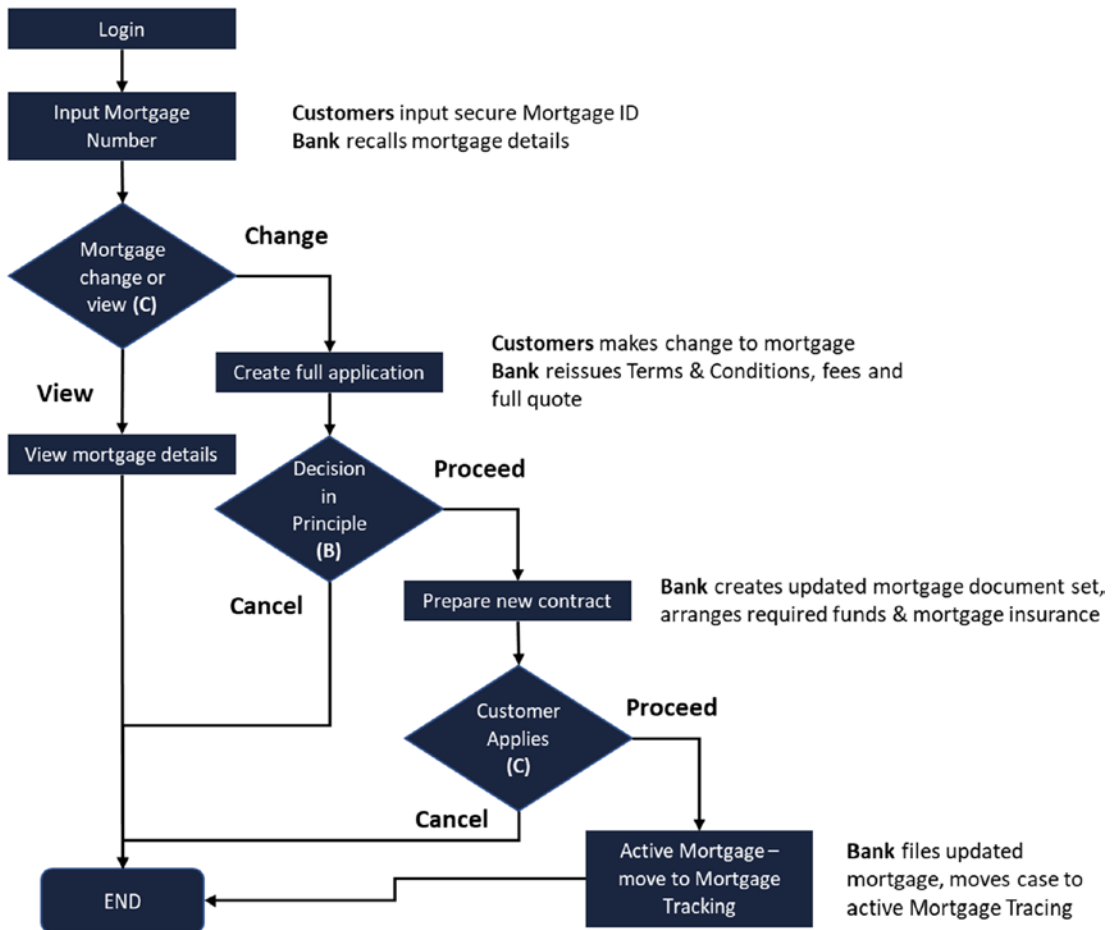 Login
Input Mortgage
Number
Customers input secure Mortgage ID
Bank recalls mortgage details
Mortgage
change or
view (C)
Change
Customers makes change to mortgage
Bank reissues Terms & Conditions, fees and
full quote
Create full application
View
View mortgage details
Decision
in
Principle
(B)
Proceed
Cancel
Prepare new contract
Bank creates updated mortgage document set,
arranges required funds & mortgage insurance
Customer
Applies
(C)
Proceed
Cancel
Active Mortgage –
move to Mortgage
Tracking
Bank files updated
mortgage, moves case to
active Mortgage Tracing
END